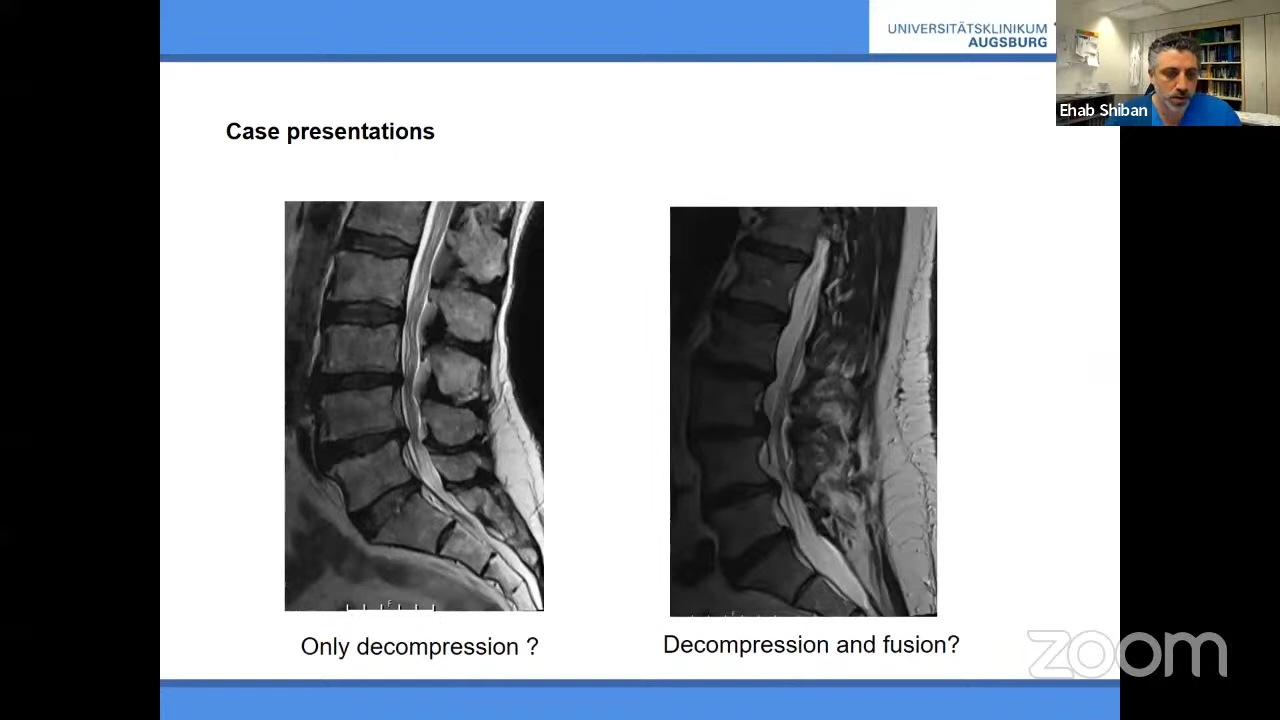 UNIVERSITÄTSKLINIKUM
AUGSBURG
Ehab Shiban
Case presentations
F
F
Only decompression ?
Decompression and fusion?
zoom